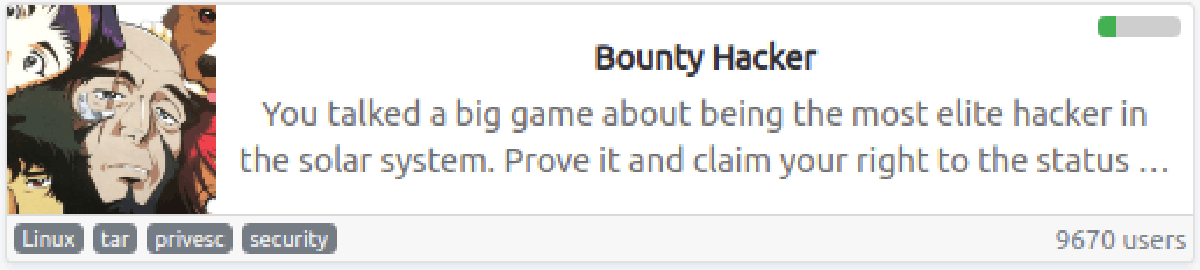 Bounty Hacker
You talked a big game about being the most elite hacker in
the solar system. Prove it and claim your right to the status ...
Linux tar privesc security
9670 users